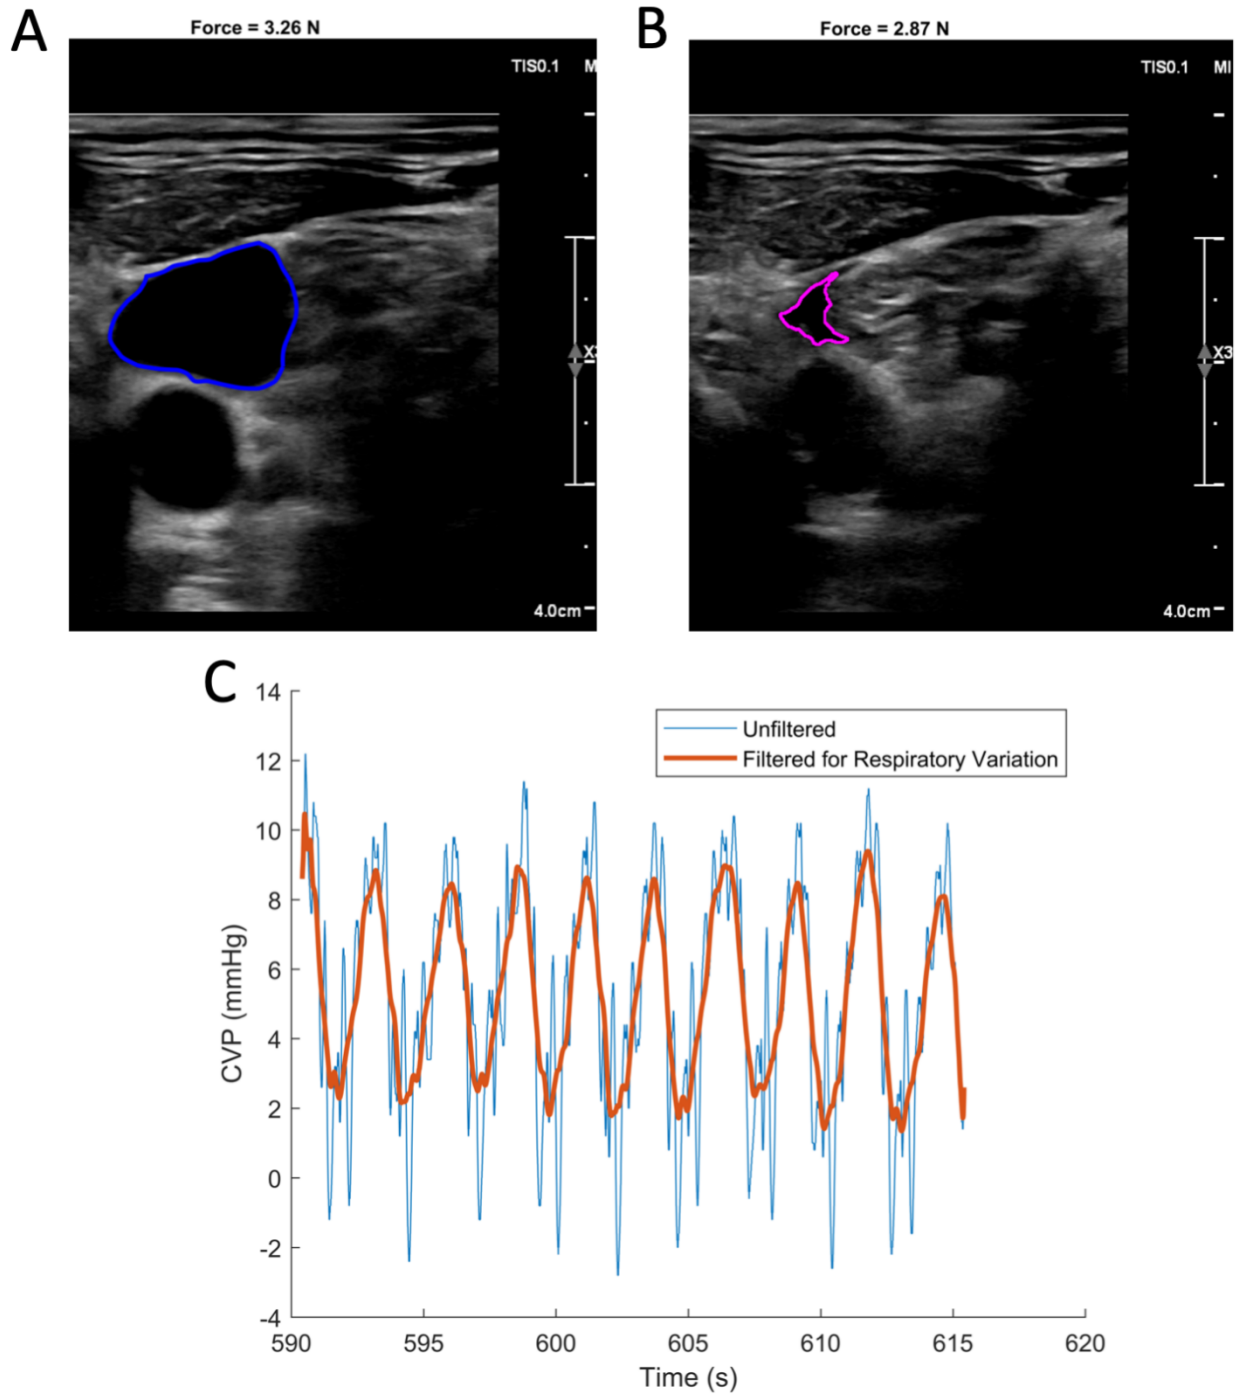 A
Force = 3.26 N
TIS0.1 M
X3
4.0cm
B
Force = 2.87 N
TIS0.1 MI
X3
4.0cm
C
CVP (mmHg)
14
12
10
8
6
4
2
0
-2
-4
Unfiltered
Filtered for Respiratory Variation
590 595 600 605 610 615 620
Time (s)